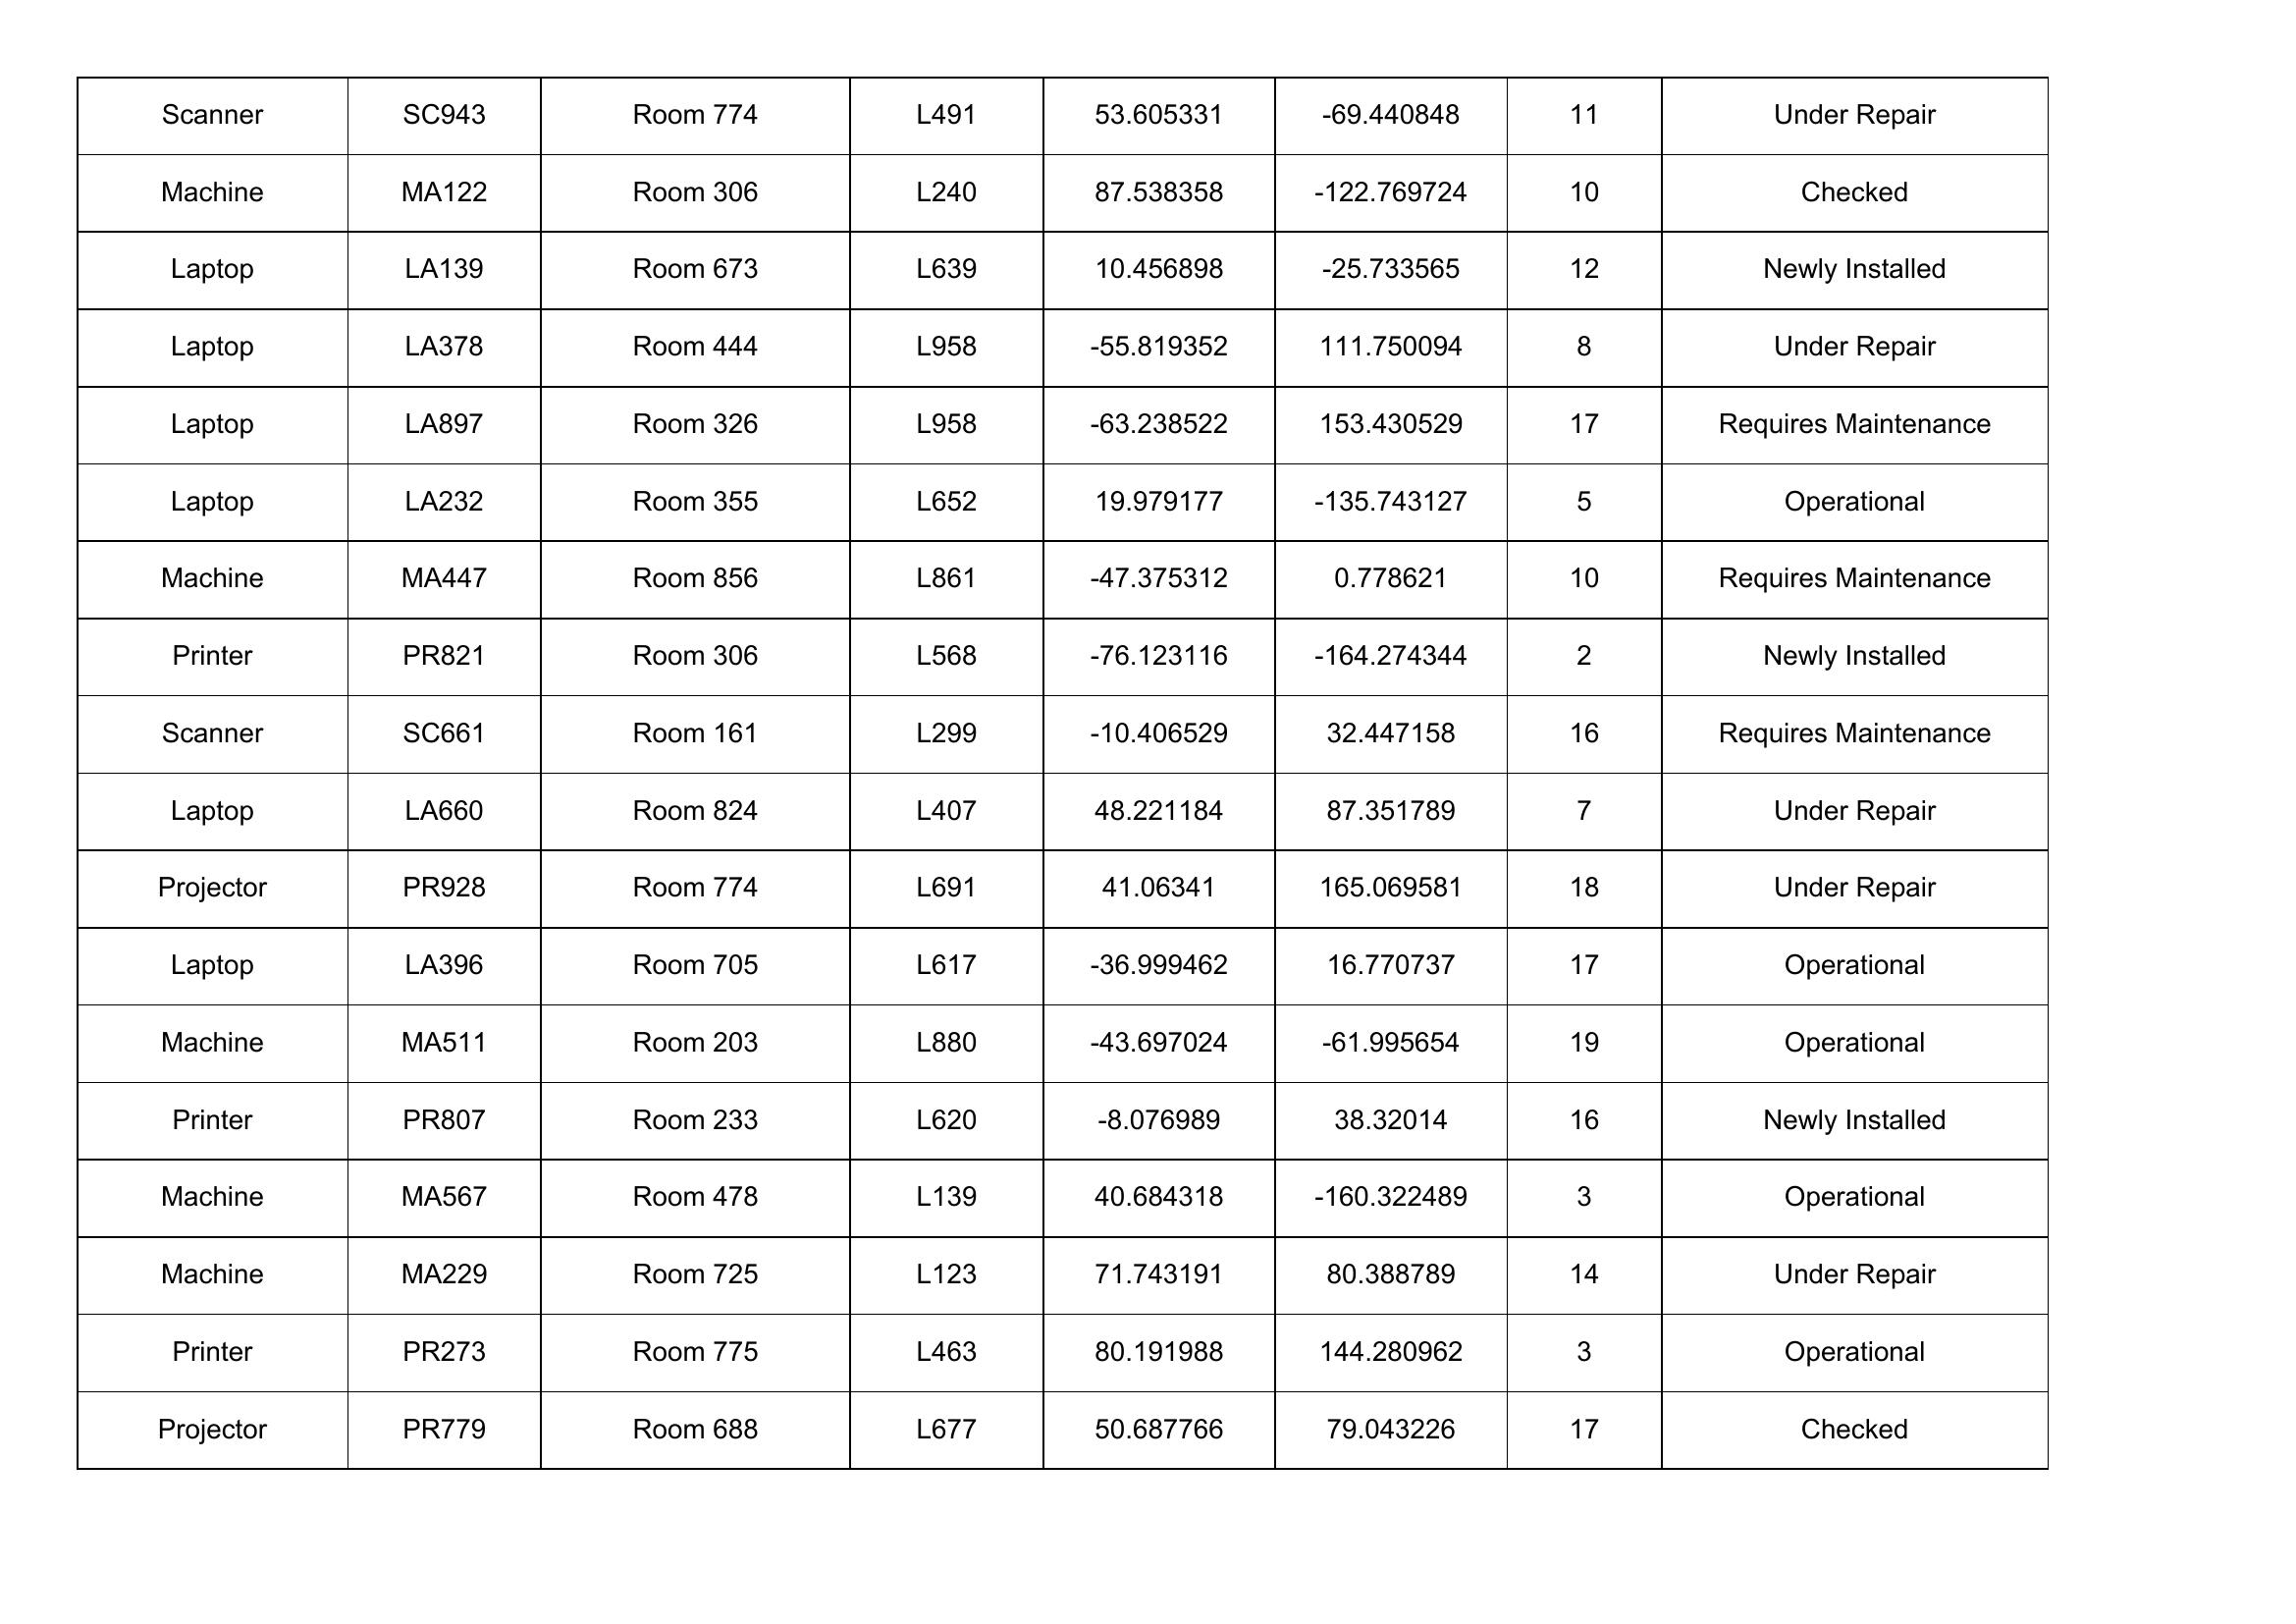 Scanner SC943 Room 774 L491 53.605331 -69.440848 11 Under Repair
Machine MA122 Room 306 L240 87.538358 -122.769724 10 Checked
Laptop LA139 Room 673 L639 10.456898 -25.733565 12 Newly Installed
Laptop LA378 Room 444 L958 -55.819352 111.750094 8 Under Repair
Laptop LA897 Room 326 L958 -63.238522 153.430529 17 Requires Maintenance
Laptop LA232 Room 355 L652 19.979177 -135.743127 5 Operational
Machine MA447 Room 856 L861 -47.375312 0.778621 10 Requires Maintenance
Printer PR821 Room 306 L568 -76.123116 -164.274344 2 Newly Installed
Scanner SC661 Room 161 L299 -10.406529 32.447158 16 Requires Maintenance
Laptop LA660 Room 824 L407 48.221184 87.351789 7 Under Repair
Projector PR928 Room 774 L691 41.06341 165.069581 18 Under Repair
Laptop LA396 Room 705 L617 -36.999462 16.770737 17 Operational
Machine MA511 Room 203 L880 -43.697024 -61.995654 19 Operational
Printer PR807 Room 233 L620 -8.076989 38.32014 16 Newly Installed
Machine MA567 Room 478 L139 40.684318 -160.322489 3 Operational
Machine MA229 Room 725 L123 71.743191 80.388789 14 Under Repair
Printer PR273 Room 775 L463 80.191988 144.280962 3 Operational
Projector PR779 Room 688 L677 50.687766 79.043226 17 Checked